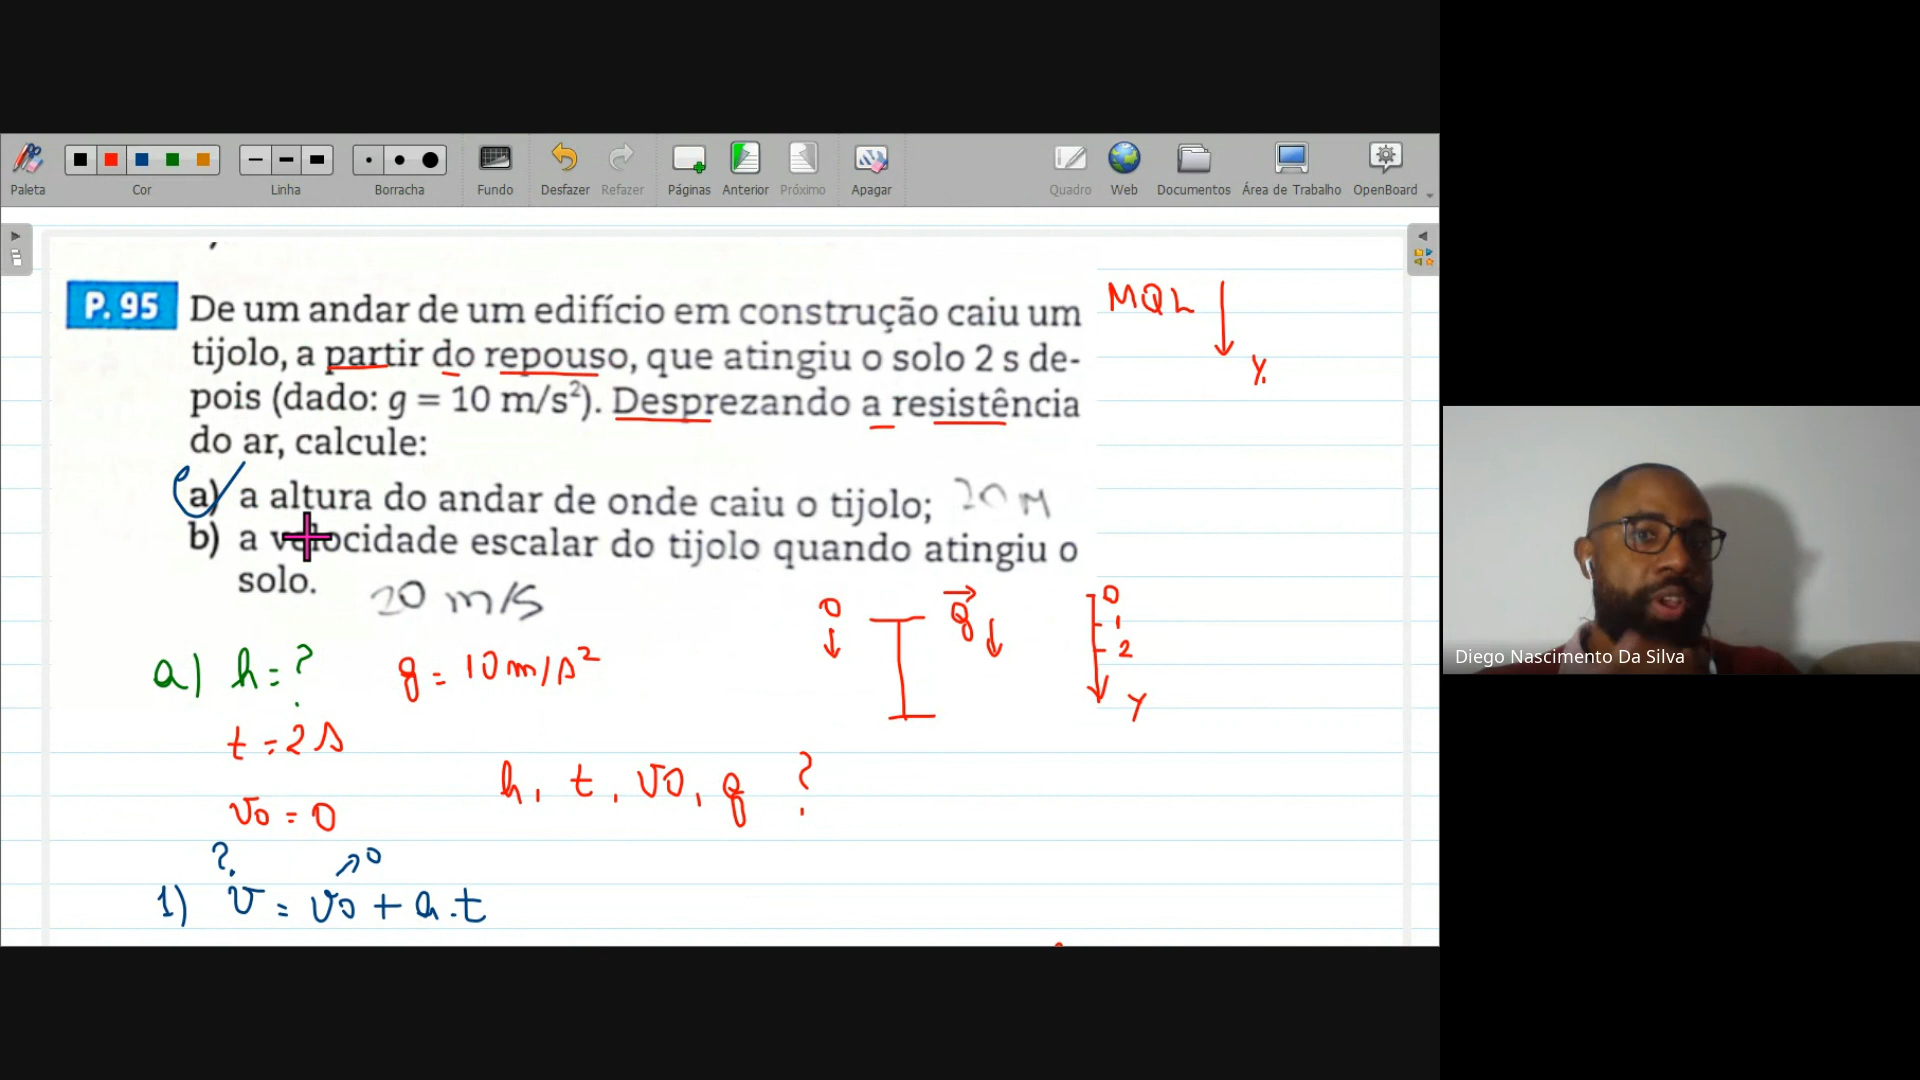 Paleta
Cor
Linha
Borracha
Fundo
Desfazer
Refazer
Páginas
Anterior
Próximo
Apagar
Quadro
Web
Documentos
Área de Trabalho
OpenBoard
P. 95 De um andar de um edifício em construção caiu um
tijolo, a partir do repouso, que atingiu o solo 2 s de-
pois (dado: g = 10 m/s²). Desprezando a resistência
do ar, calcule:
a) a altura do andar de onde caiu o tijolo; 20 M
b) a velocidade escalar do tijolo quando atingiu o
solo. 20 m/s
MQL
Y
a) h = ? g = 10 m/s²
t = 2 s
v0 = 0
h, t, v0, g ?
0
g
0
1
2
Y
? 0
1) v = v0 + a.t
Diego Nascimento Da Silva